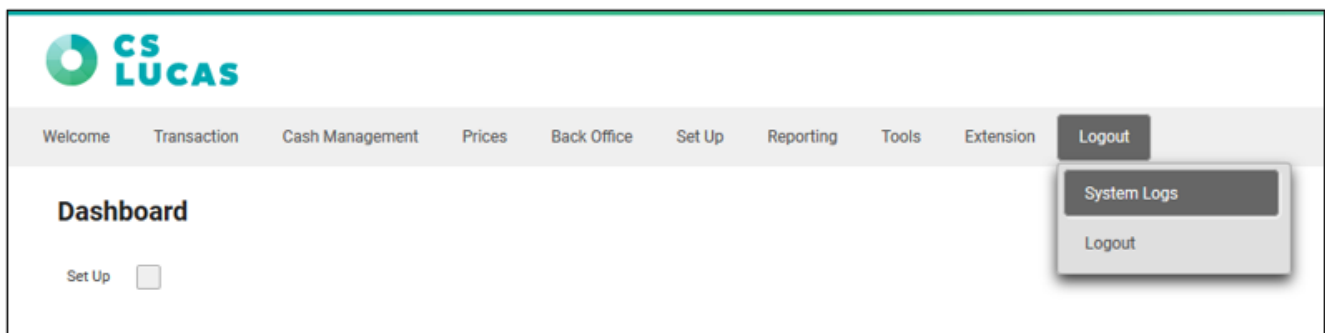 CS
LUCAS
Welcome Transaction Cash Management Prices Back Office Set Up Reporting Tools Extension Logout
System Logs
Dashboard
Logout
Set Up